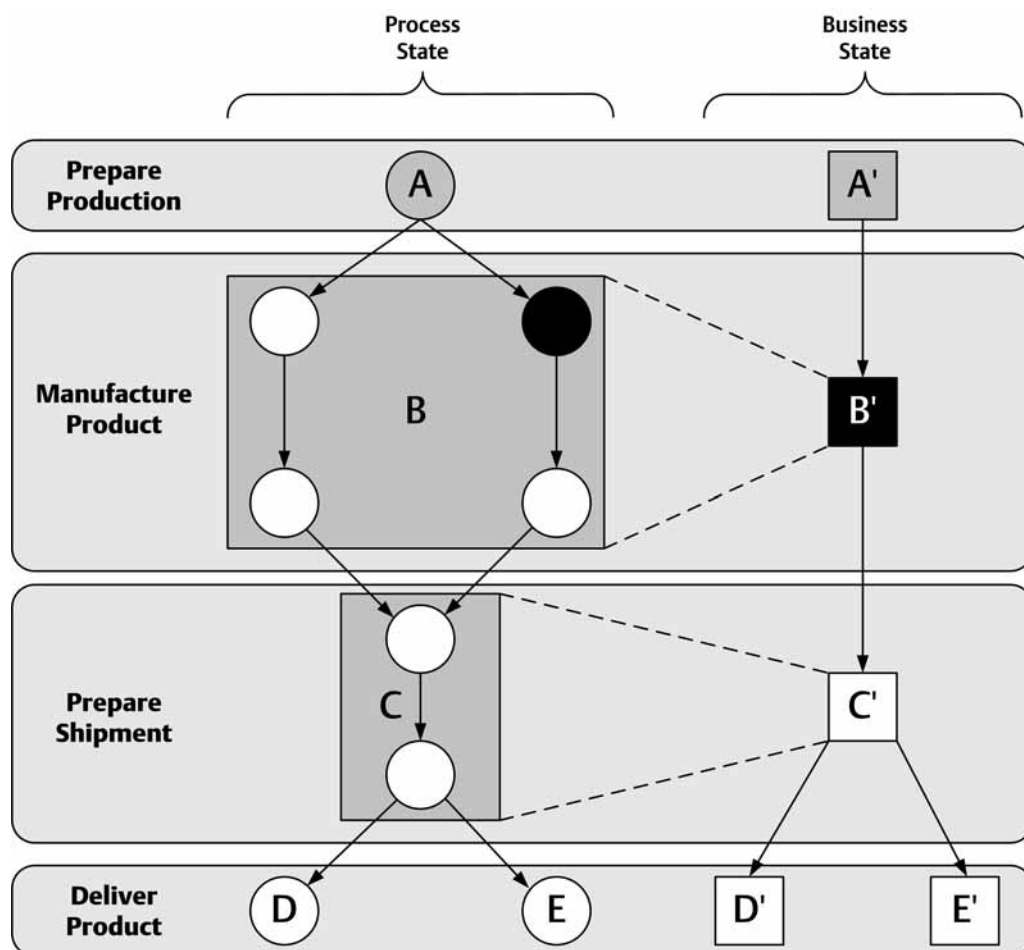 Process
State
Business
State
Prepare
Production
A
A'
Manufacture
Product
B
B'
Prepare
Shipment
C
C'
Deliver
Product
D
E
D'
E'